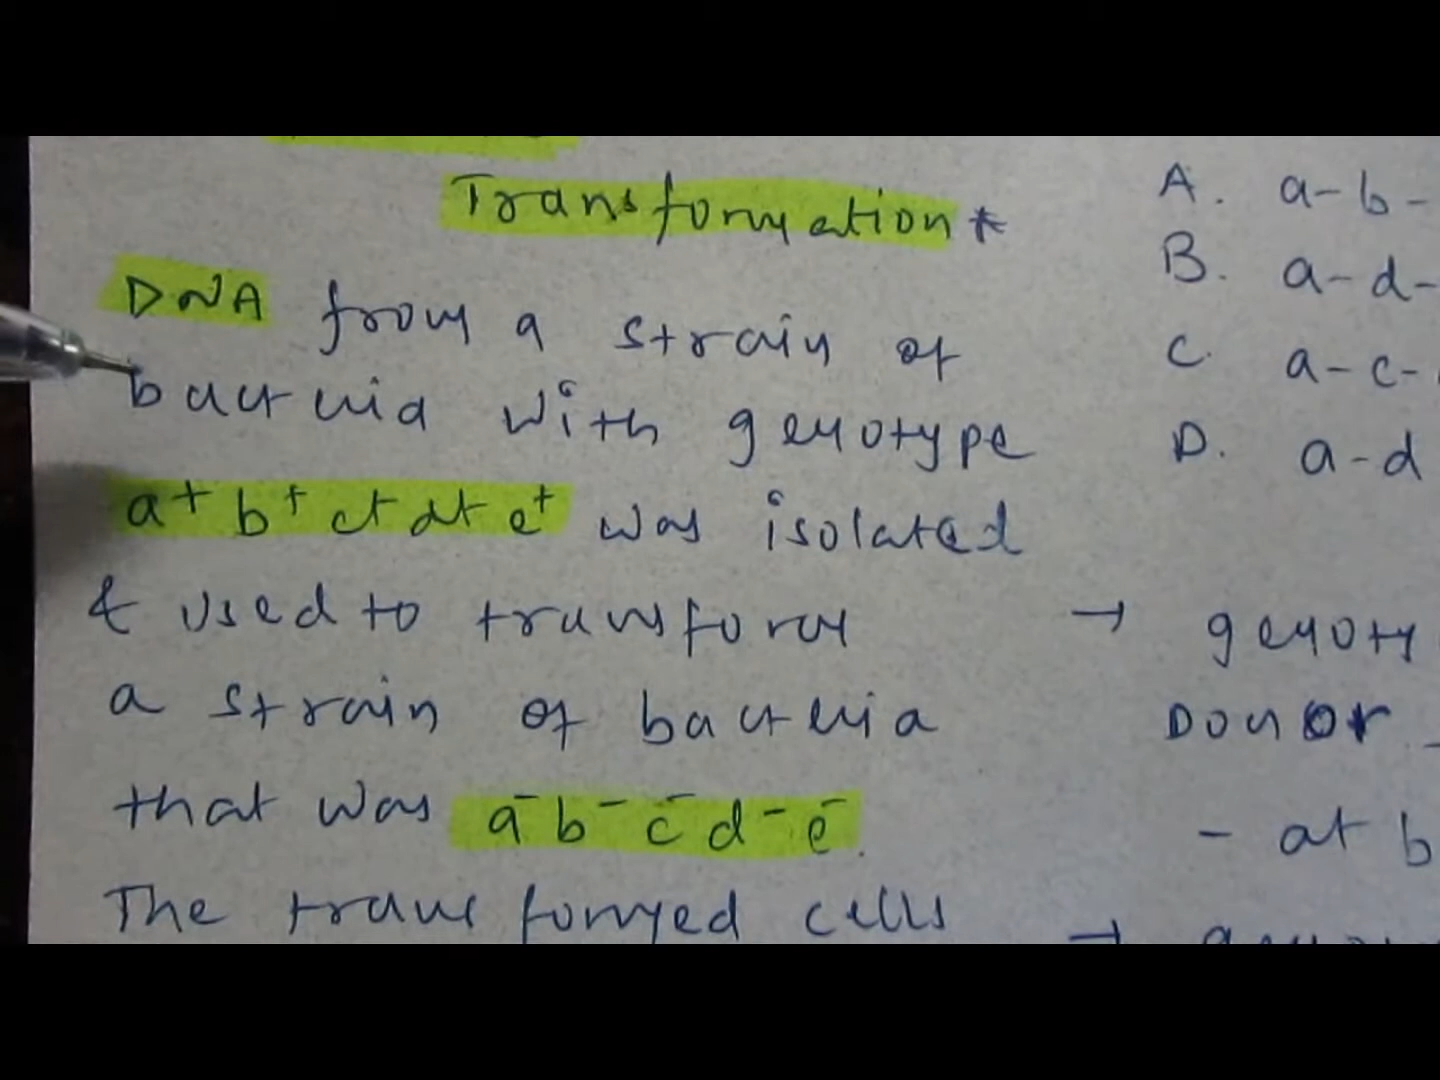 Transformation *
DNA from a strain of
bacteria with genotype
a+ b+ c+ d+ e+ was isolated
& used to transform
a strain of bacteria
that was a- b- c- d- e-.
The transformed cells
A. a-b-
B. a-d-
C. a-c-
D. a-d
→ genoty
Donor -
- a+ b
→